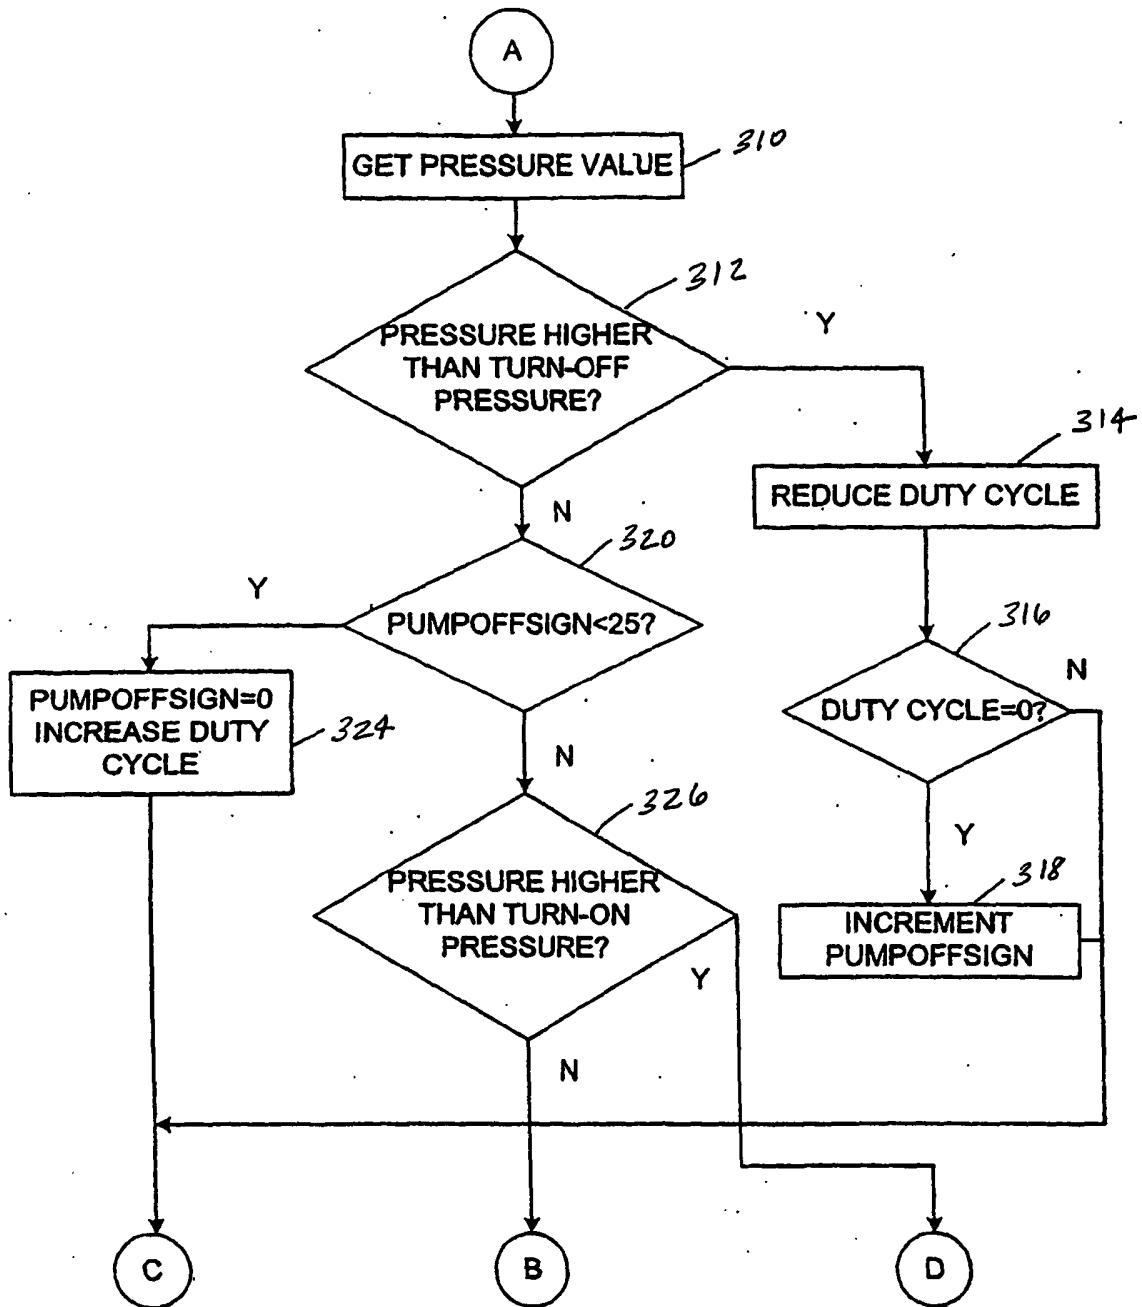 A
GET PRESSURE VALUE
310
PRESSURE HIGHER
THAN TURN-OFF
PRESSURE?
312
Y
N
REDUCE DUTY CYCLE
314
PUMPOFFSIGN<25?
320
Y
N
DUTY CYCLE=0?
316
N
Y
PUMPOFFSIGN=0
INCREASE DUTY
CYCLE
324
PRESSURE HIGHER
THAN TURN-ON
PRESSURE?
326
Y
N
INCREMENT
PUMPOFFSIGN
318
C
B
D